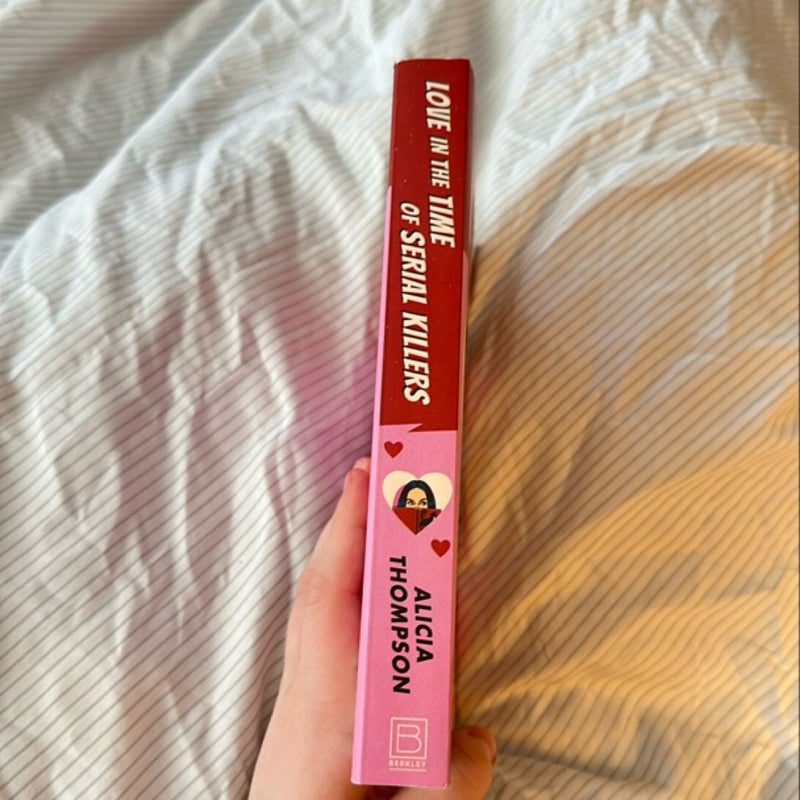 LOVE IN THE TIME
OF SERIAL KILLERS
ALICIA
THOMPSON
B
BERKLEY